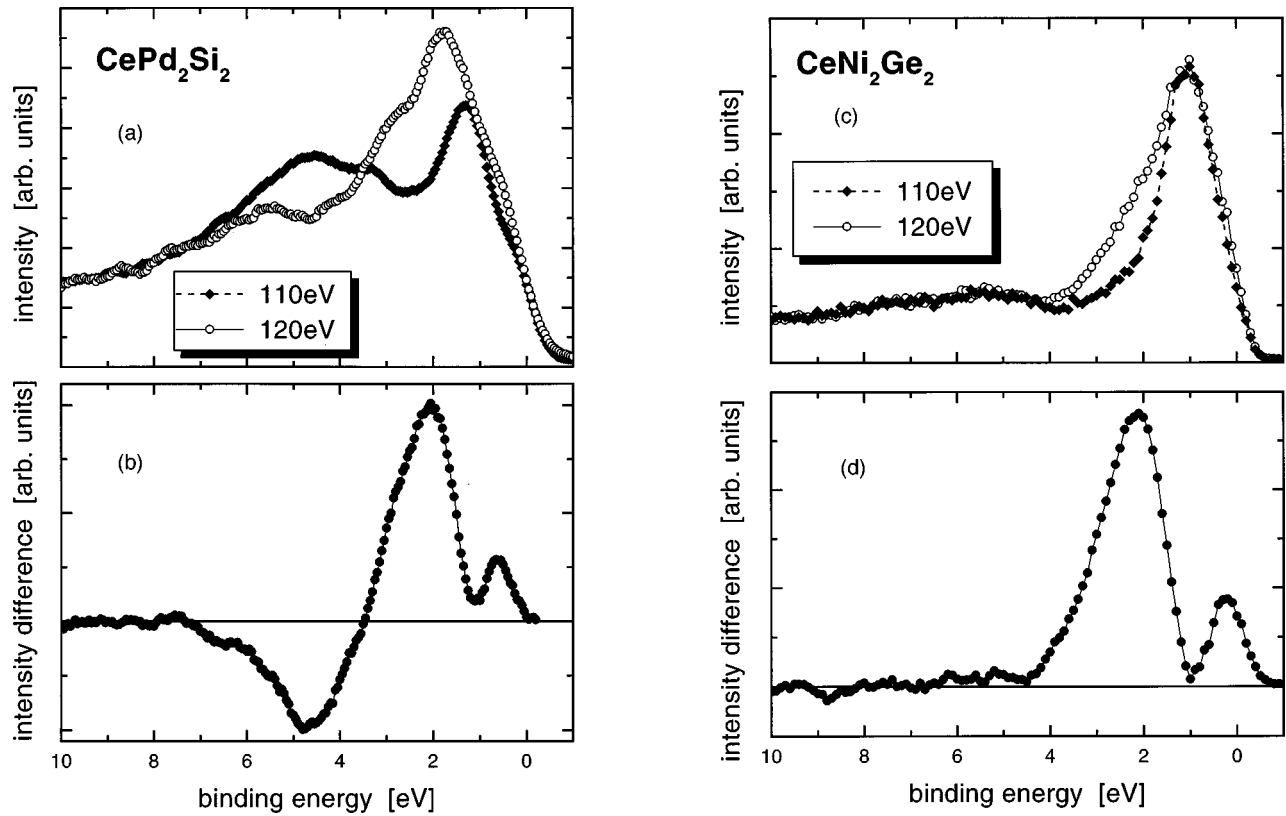 CePd₂Si₂
(a)
intensity [arb. units]
110eV
120eV
(b)
intensity difference [arb. units]
10 8 6 4 2 0
binding energy [eV]
CeNi₂Ge₂
(c)
intensity [arb. units]
110eV
120eV
(d)
intensity difference [arb. units]
10 8 6 4 2 0
binding energy [eV]